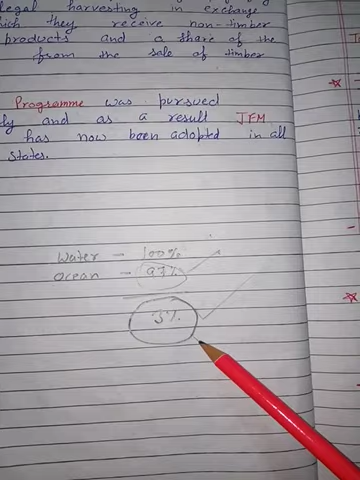 legal harvesting in exchange
which they receive non-timber
products and a share of the
from the sale of timber
Programme was pursued
ly and as a result JFM
has now been adopted in all
states.
Water - 100%
Ocean - 97%
3%